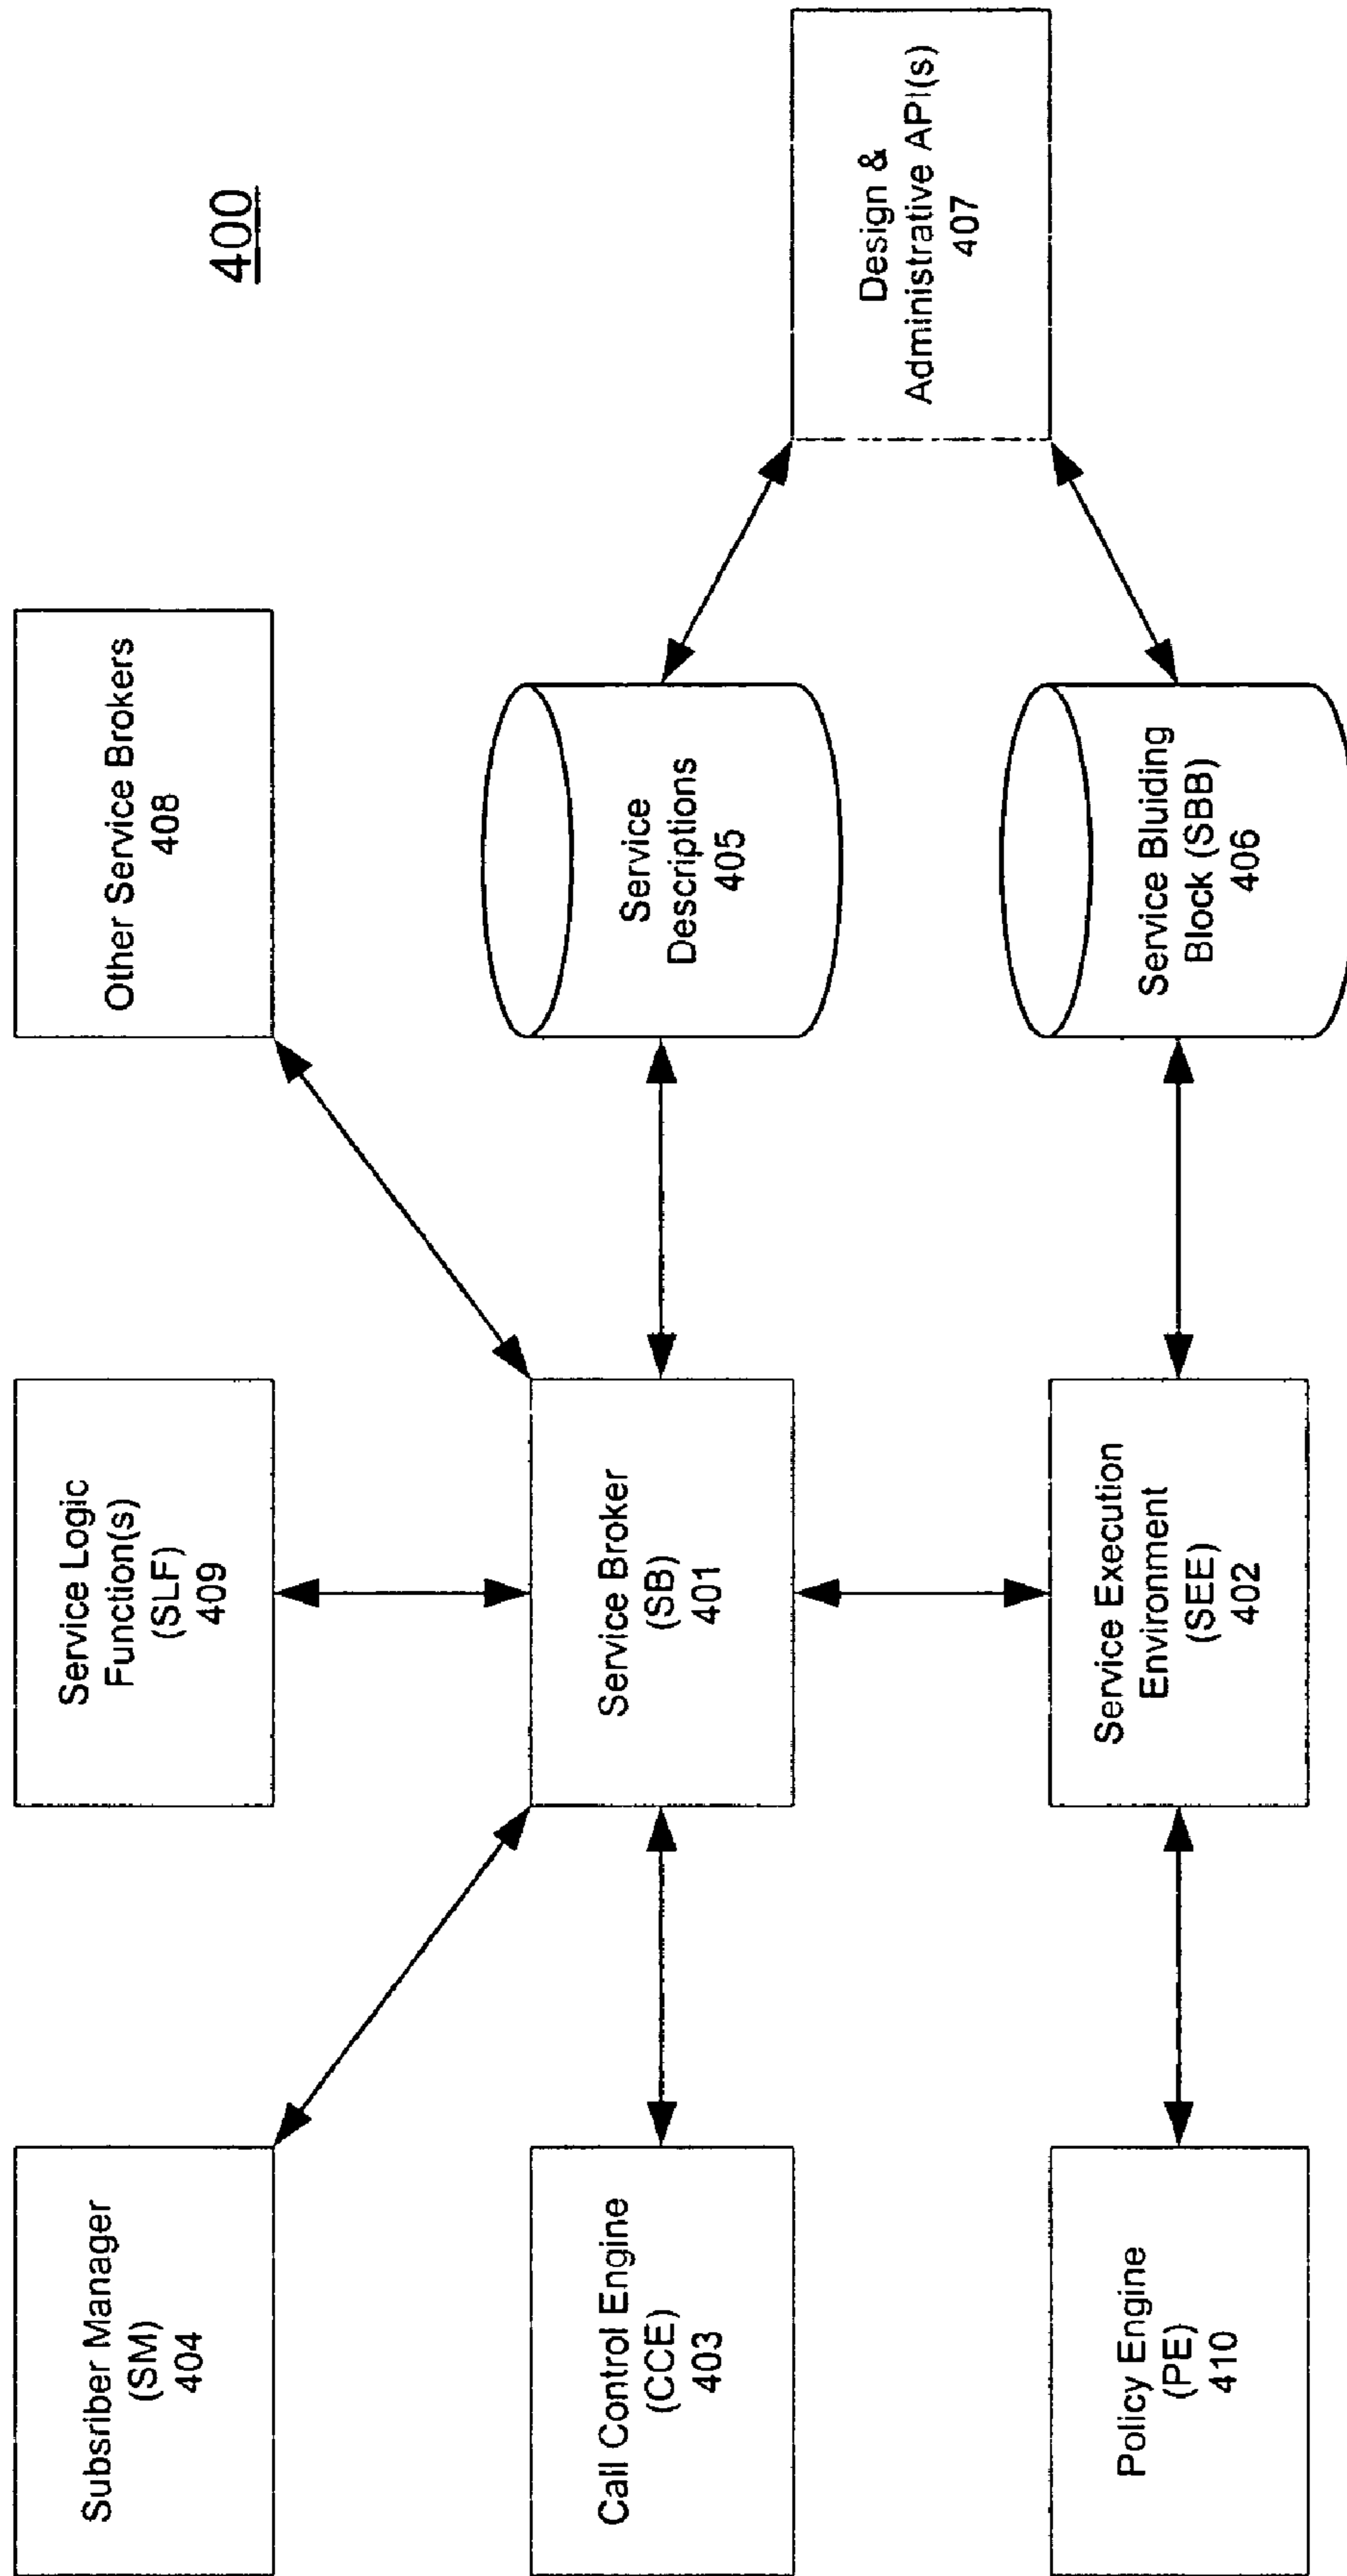 400
Subsriber Manager
(SM)
404
Service Logic
Function(s)
(SLF)
409
Other Service Brokers
408
Call Control Engine
(CCE)
403
Service Broker
(SB)
401
Service
Descriptions
405
Design &
Administrative API(s)
407
Policy Engine
(PE)
410
Service Execution
Environment
(SEE)
402
Service Bluiding
Block (SBB)
406